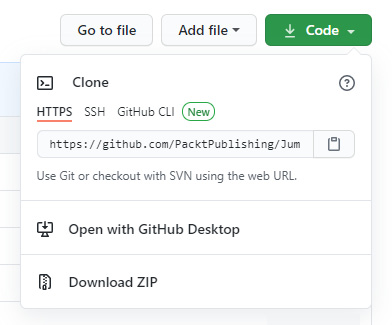 Go to file Add file Code
Clone
HTTPS SSH GitHub CLI New
https://github.com/PacktPublishing/Jum
Use Git or checkout with SVN using the web URL.
Open with GitHub Desktop
Download ZIP